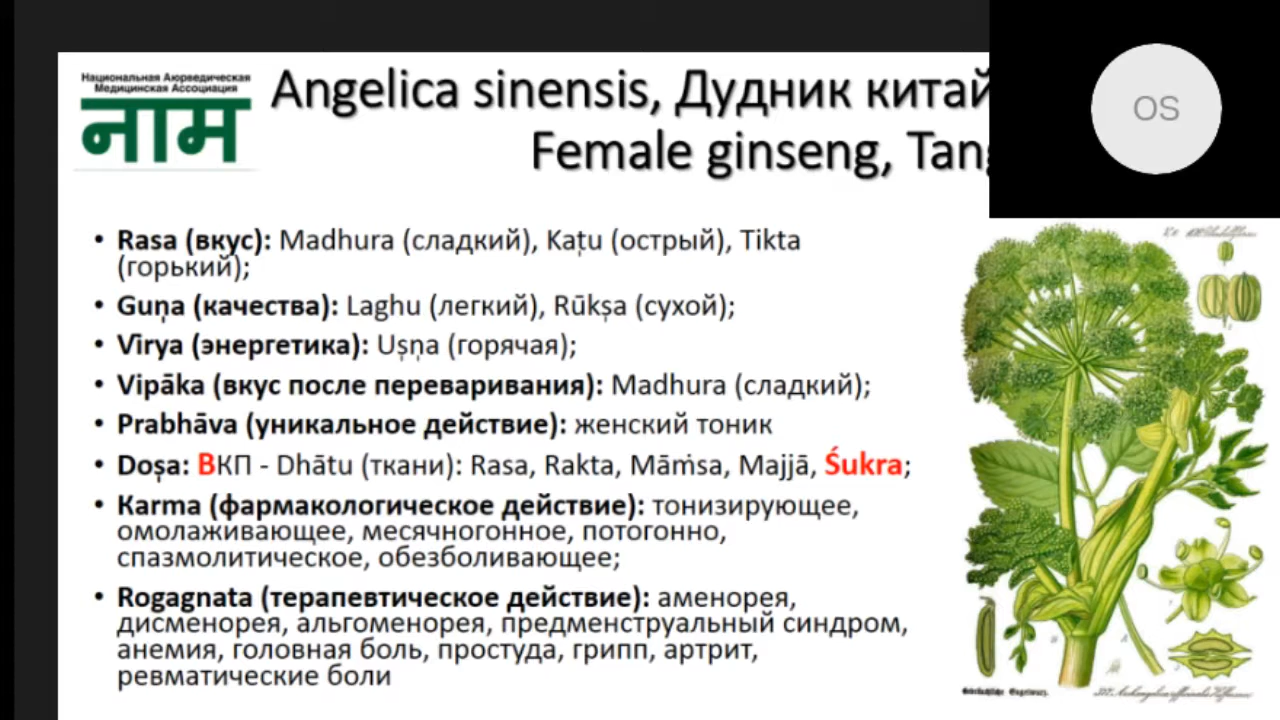 Национальная Аюрведическая
Медицинская Ассоциация
नाम
Angelica sinensis, Дудник китай
Female ginseng, Tang
OS
• Rasa (вкус): Madhura (сладкий), Kaṭu (острый), Tikta
(горький);
• Guṇa (качества): Laghu (легкий), Rūkṣa (сухой);
• Vīrya (энергетика): Uṣṇa (горячая);
• Vipāka (вкус после переваривания): Madhura (сладкий);
• Prabhāva (уникальное действие): женский тоник
• Doṣa: ВКП - Dhātu (ткани): Rasa, Rakta, Māṁsa, Majjā, Śukra;
• Karma (фармакологическое действие): тонизирующее,
омолаживающее, месячногонное, потогонно,
спазмолитическое, обезболивающее;
• Rogagnata (терапевтическое действие): аменорея,
дисменорея, альгоменорея, предменструальный синдром,
анемия, головная боль, простуда, грипп, артрит,
ревматические боли